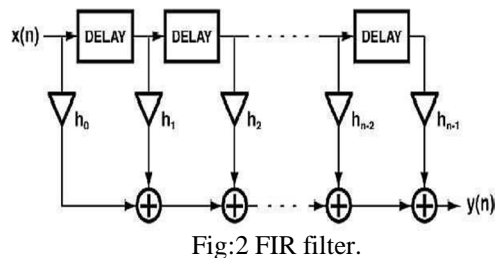 x(n) DELAY DELAY DELAY
h0 h1 h2 hn-2 hn-1
y(n)
Fig:2 FIR filter.